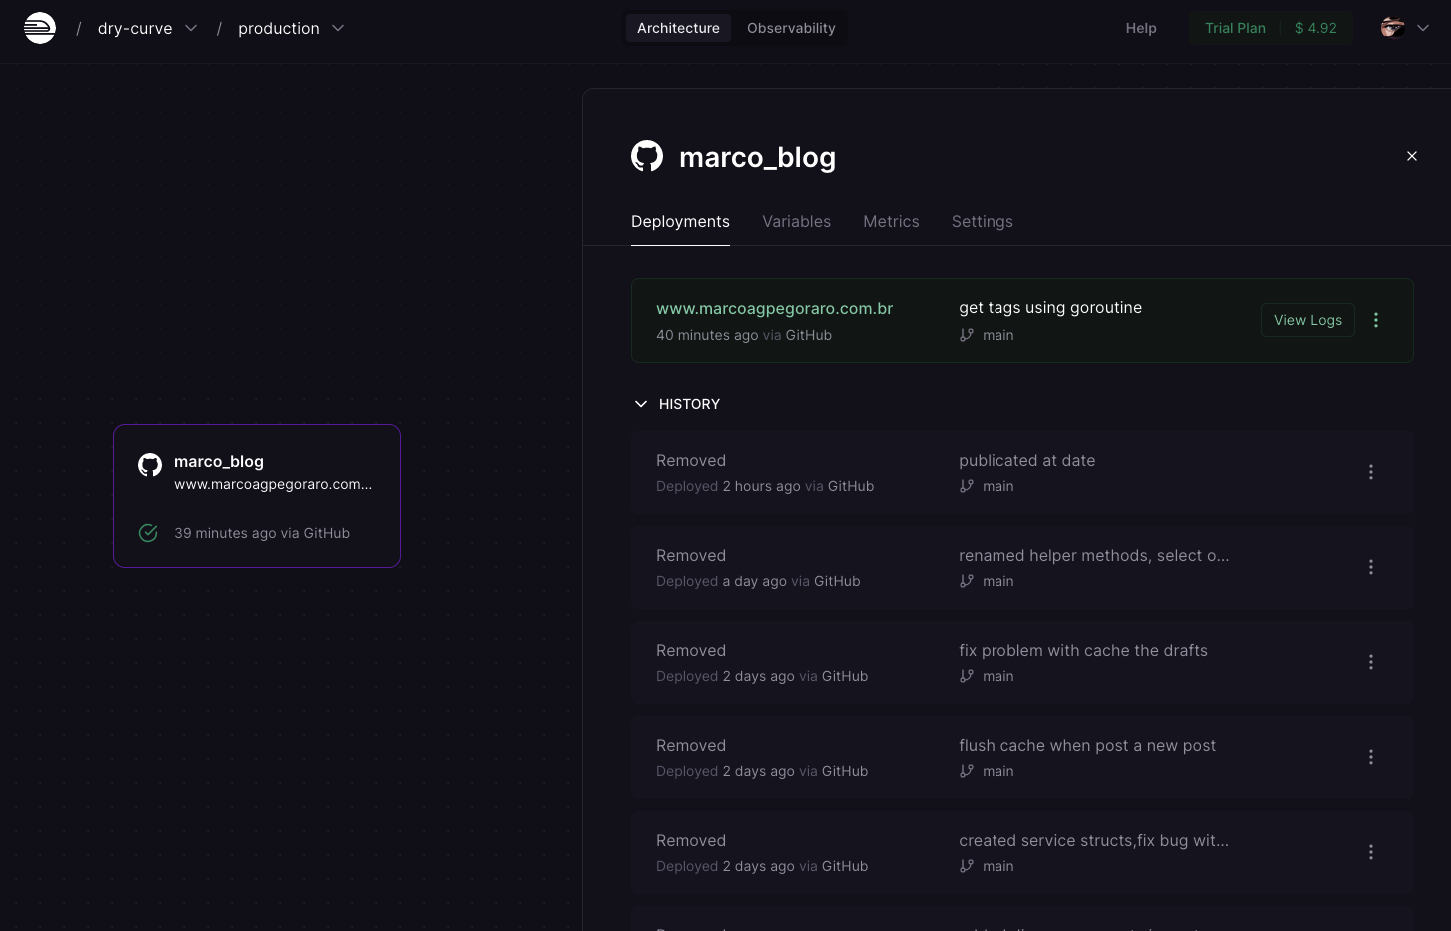 / dry-curve / production
Architecture Observability
Help Trial Plan $ 4.92
marco_blog
Deployments Variables Metrics Settings
www.marcoagpegoraro.com.br
40 minutes ago via GitHub
get tags using goroutine
main
View Logs
HISTORY
Removed
Deployed 2 hours ago via GitHub
publicated at date
main
Removed
Deployed a day ago via GitHub
renamed helper methods, select o...
main
Removed
Deployed 2 days ago via GitHub
fix problem with cache the drafts
main
Removed
Deployed 2 days ago via GitHub
flush cache when post a new post
main
Removed
Deployed 2 days ago via GitHub
created service structs,fix bug wit...
main
marco_blog
www.marcoagpegoraro.com...
39 minutes ago via GitHub